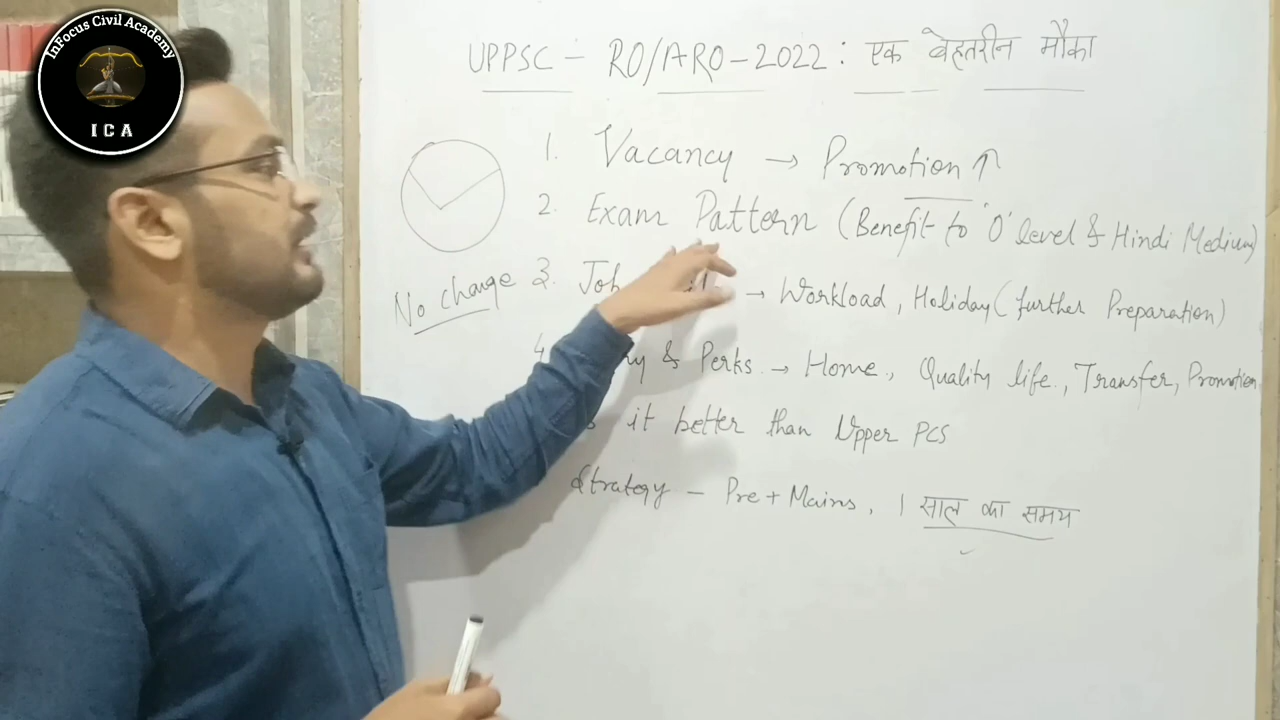 InFocus Civil Academy
ICA
UPPSC - RO/ARO-2022: एक बेहतरीन मौका
1. Vacancy → Promotion ↑
2. Exam Pattern (Benefit to 'O' level & Hindi Medium)
No change
3. Job → Workload, Holiday (further Preparation)
4. & Perks → Home, Quality life, Transfer, Promotion
it better than Upper PCS
Strategy - Pre + Mains, 1 साल का समय